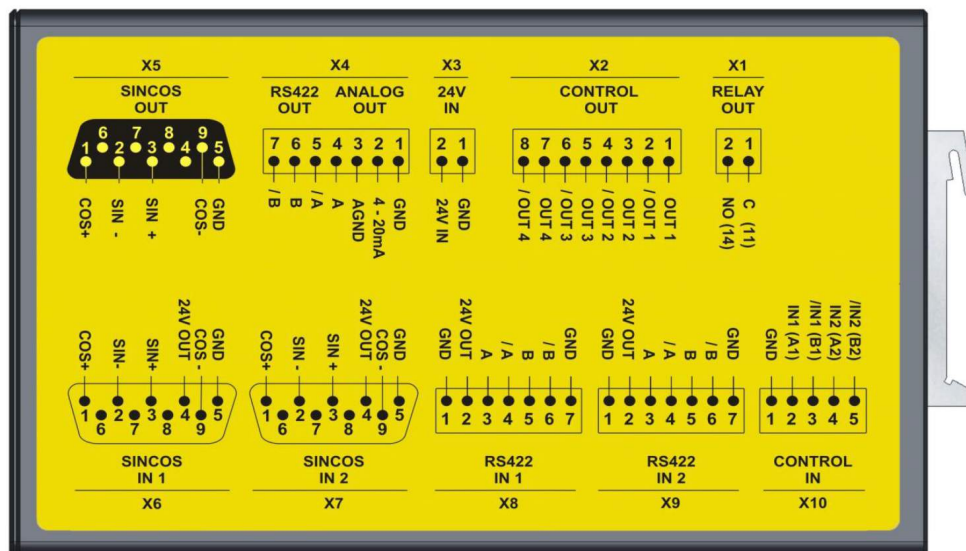 X5 X4 X3 X2 X1
SINCOS RS422 ANALOG 24V CONTROL RELAY
OUT OUT OUT IN OUT OUT
6 7 8 9
1 2 3 4 5
7 6 5 4 3 2 1
2 1
8 7 6 5 4 3 2 1
2 1
COS+
SIN -
SIN +
COS-
GND
/ B
B
/ A
A
AGND
4 - 20mA
GND
24V IN
GND
/ OUT 4
OUT 4
/ OUT 3
OUT 3
/ OUT 2
OUT 2
/ OUT 1
OUT 1
NO (14)
C (11)
COS+
SIN-
SIN+
24V OUT
COS -
GND
COS+
SIN -
SIN +
24V OUT
COS -
GND
GND
24V OUT
A
/ A
B
/ B
GND
GND
24V OUT
A
/ A
B
/ B
GND
GND
IN1 (A1)
/IN1 (B1)
IN2 (A2)
/IN2 (B2)
1 2 3 4 5
6 7 8 9
1 2 3 4 5
6 7 8 9
1 2 3 4 5 6 7
1 2 3 4 5 6 7
1 2 3 4 5
SINCOS SINCOS RS422 RS422 CONTROL
IN 1 IN 2 IN 1 IN 2 IN
X6 X7 X8 X9 X10